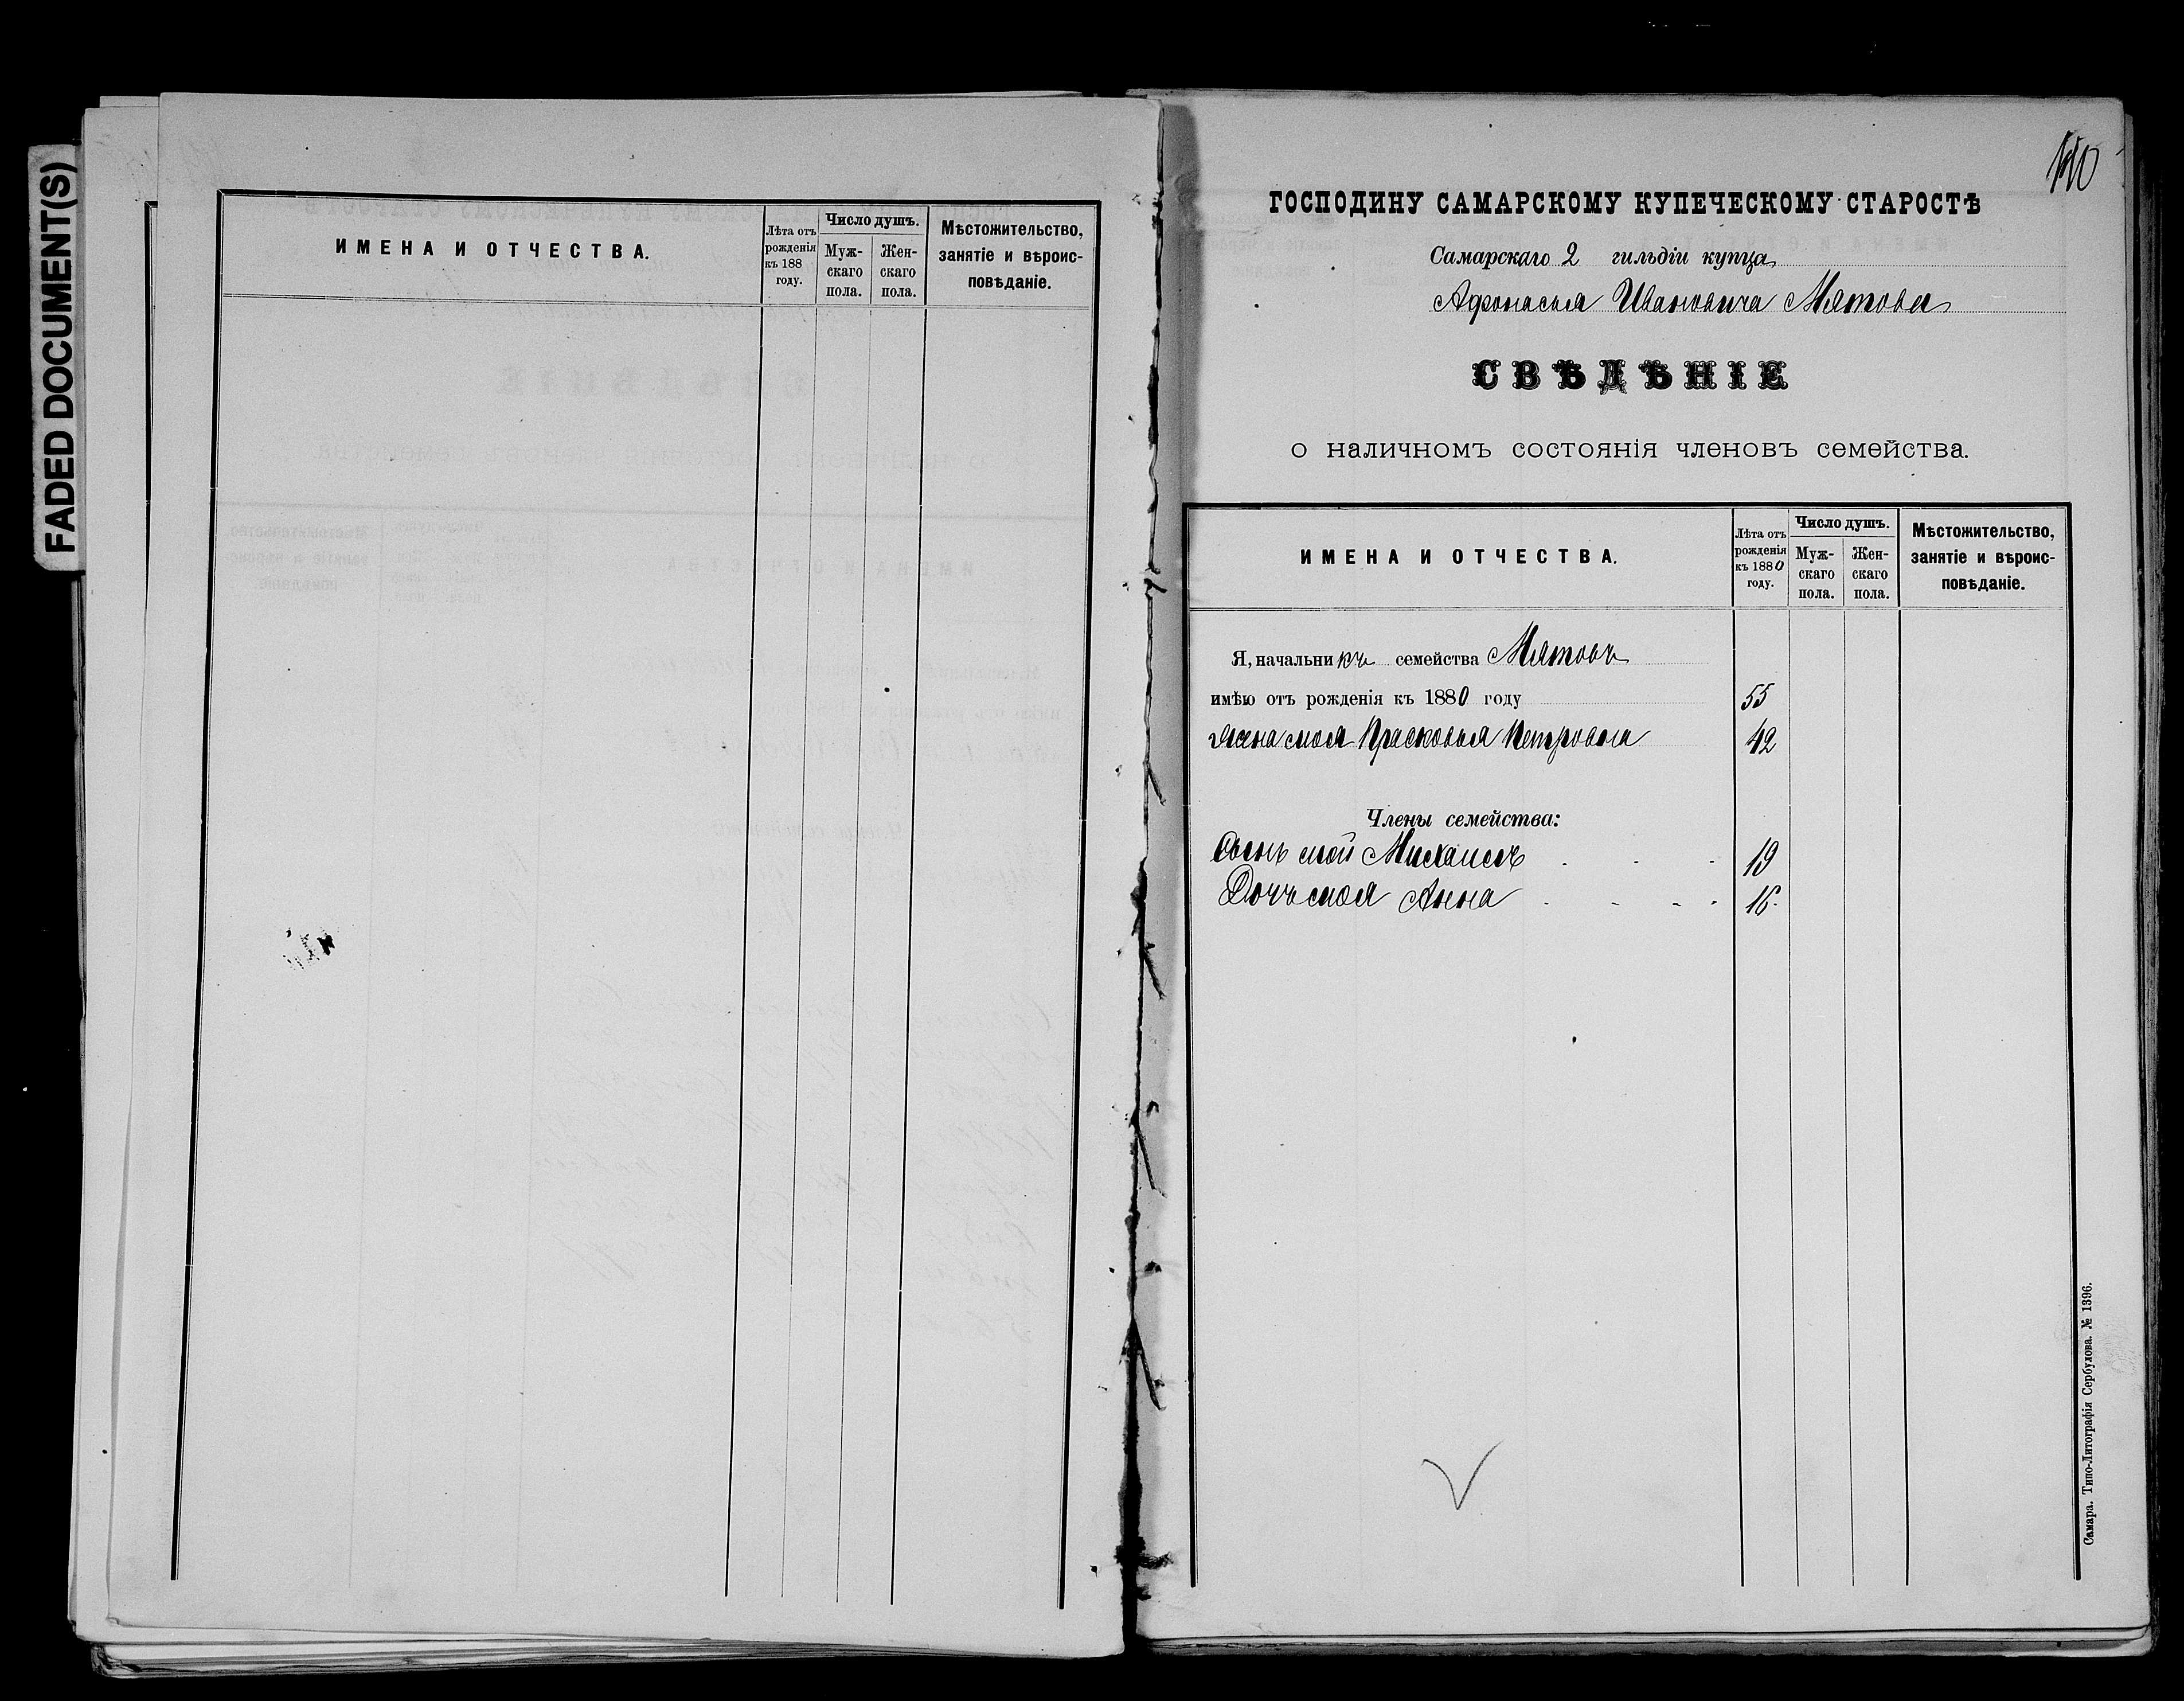 FADED DOCUMENT(S)
ИМЕНА И ОТЧЕСТВА.
Лѣта отъ рожденія къ 188 году.
Число душъ.
Муж-скаго пола.
Жен-скаго пола.
Мѣстожительство, занятіе и вѣроис-повѣданіе.
ГОСПОДИНУ САМАРСКОМУ КУПЕЧЕСКОМУ СТАРОСТѢ
Самарскаго 2 гильдіи купца
Афонасья Ивановича Мятова
СВѢДѢНІЕ
о наличномъ состоянія членовъ семейства.
ИМЕНА И ОТЧЕСТВА.
Лѣта отъ рожденія къ 1880 году.
Число душъ.
Муж-скаго пола.
Жен-скаго пола.
Мѣстожительство, занятіе и вѣроис-повѣданіе.
Я, начальникъ семейства Мятовъ
имѣю отъ рожденія къ 1880 году 55
Жена моя Прасковья Петровна 42
Члены семейства:
Сынъ мой Михаилъ 19
Дочь моя Анна 16
Самара. Типо-Литографія Сербулова. № 1396.